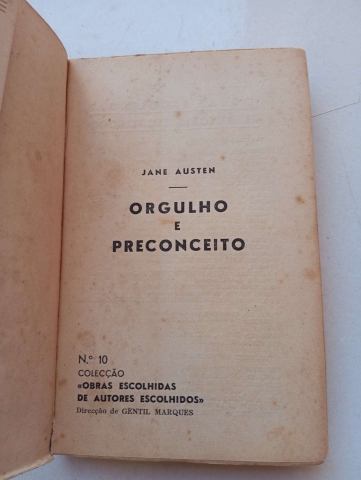 JANE AUSTEN
ORGULHO
E
PRECONCEITO
N.º 10
COLECÇÃO
«OBRAS ESCOLHIDAS
DE AUTORES ESCOLHIDOS»
Direcção de GENTIL MARQUES